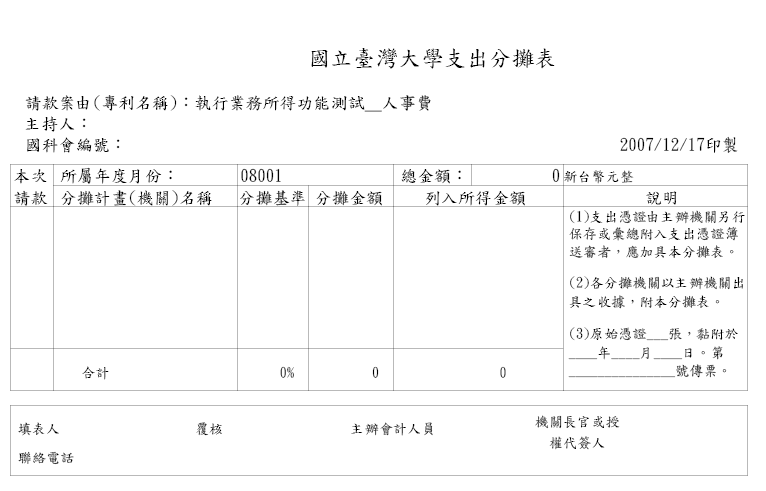 國立臺灣大學支出分攤表
請款案由(專利名稱)：執行業務所得功能測試__人事費
主持人：
國科會編號：
2007/12/17印製
本次 所屬年度月份： 08001 總金額： 0 新台幣元整
請款 分攤計畫(機關)名稱 分攤基準 分攤金額 列入所得金額 說明
(1)支出憑證由主辦機關另行
保存或彙總附入支出憑證簿
送審者，應加具本分攤表。
(2)各分攤機關以主辦機關出
具之收據，附本分攤表。
(3)原始憑證___張，黏附於
____年____月____日。第
_______________號傳票。
合計 0% 0 0
填表人 覆核 主辦會計人員 機關長官或授
權代簽人
聯絡電話